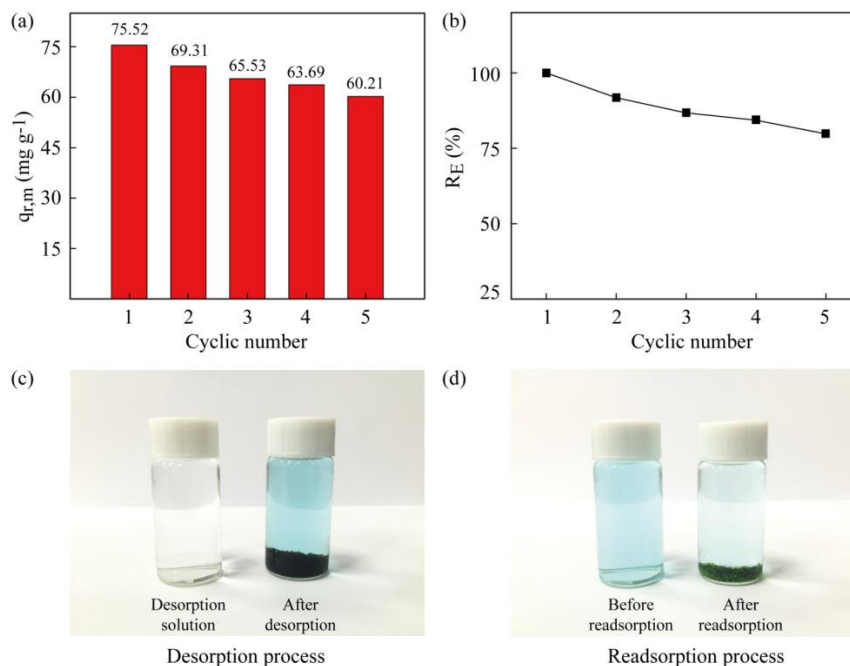 (a)
75.52
69.31
65.53
63.69
60.21
75
60
45
30
15
q_r,m (mg g-1)
1 2 3 4 5
Cyclic number
(b)
100
75
50
25
R_E (%)
1 2 3 4 5
Cyclic number
(c)
Desorption
solution
After
desorption
Desorption process
(d)
Before
readsorption
After
readsorption
Readsorption process